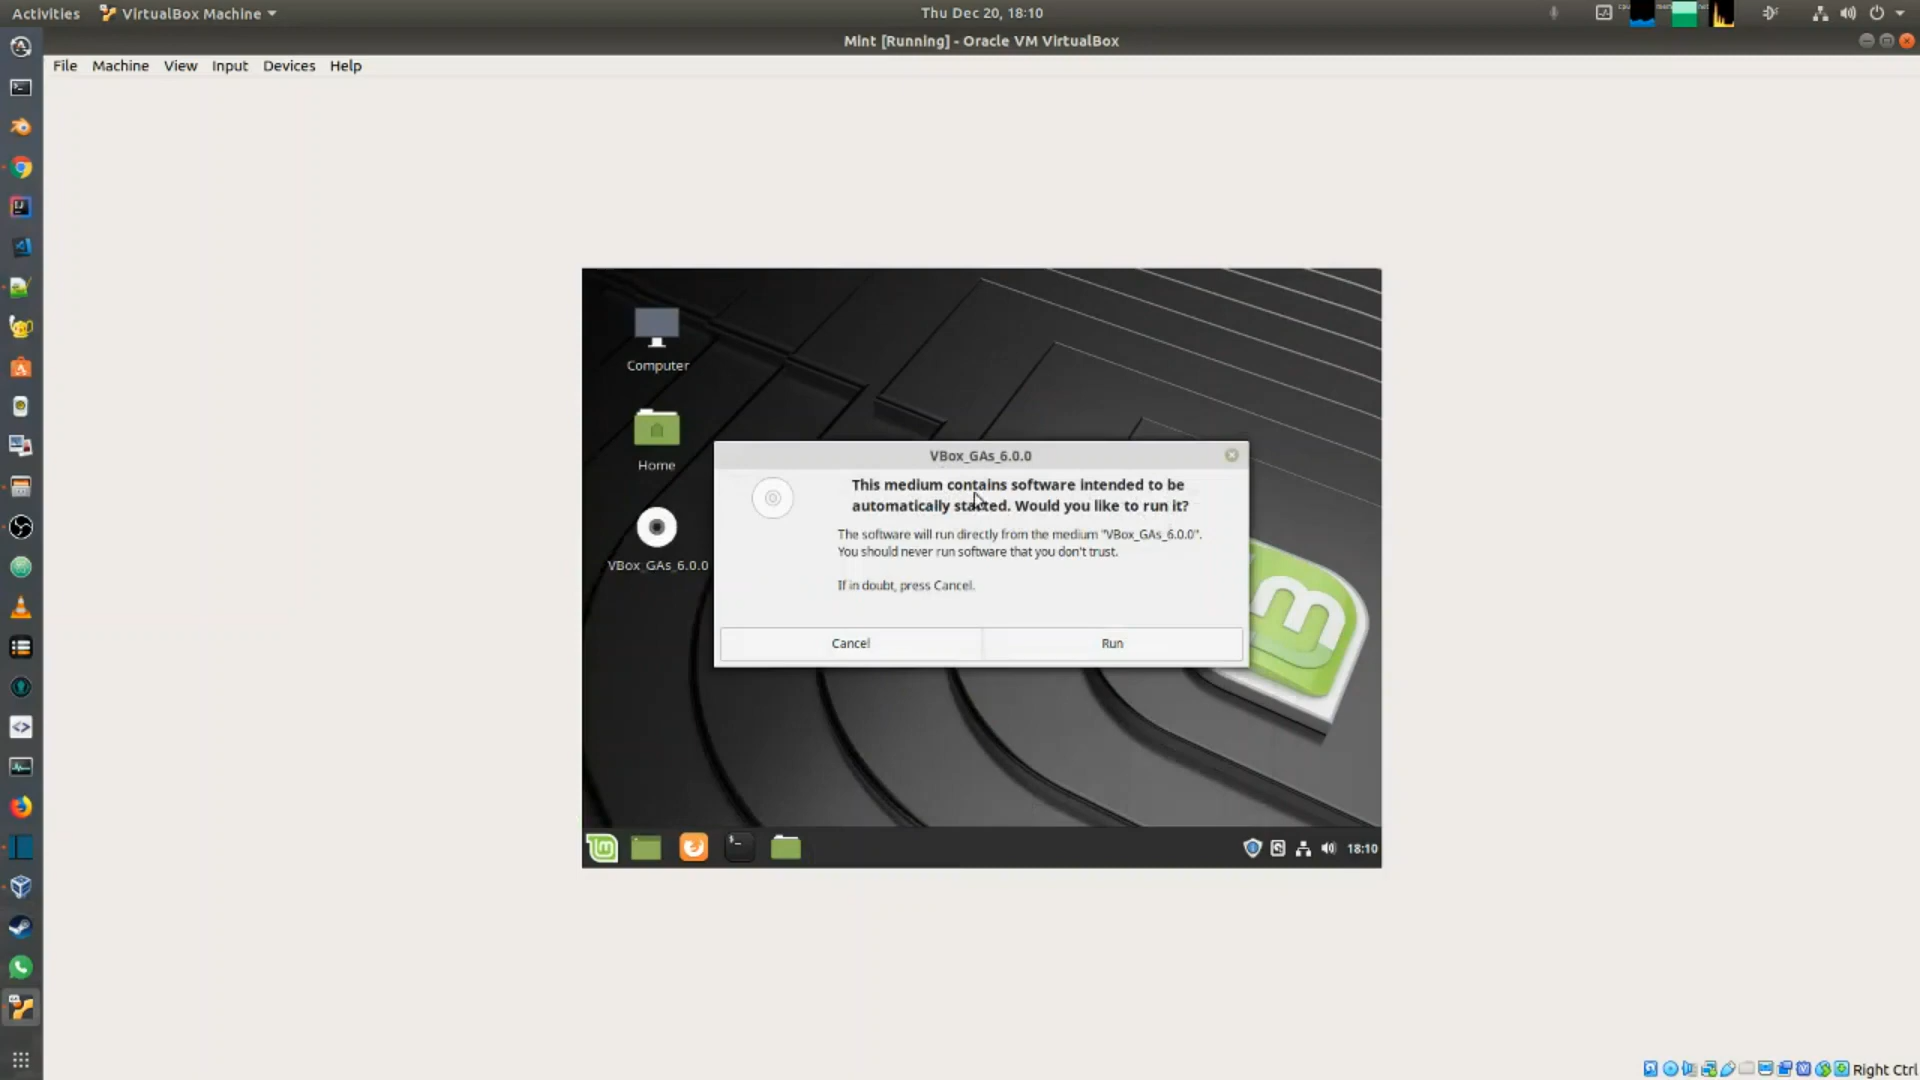 Activities VirtualBox Machine Thu Dec 20, 18:10
Mint [Running] - Oracle VM VirtualBox
File Machine View Input Devices Help
Computer
Home
VBox_GAs_6.0.0
VBox_GAs_6.0.0
This medium contains software intended to be
automatically started. Would you like to run it?
The software will run directly from the medium "VBox_GAs_6.0.0".
You should never run software that you don't trust.
If in doubt, press Cancel.
Cancel Run
18:10
Right Ctrl